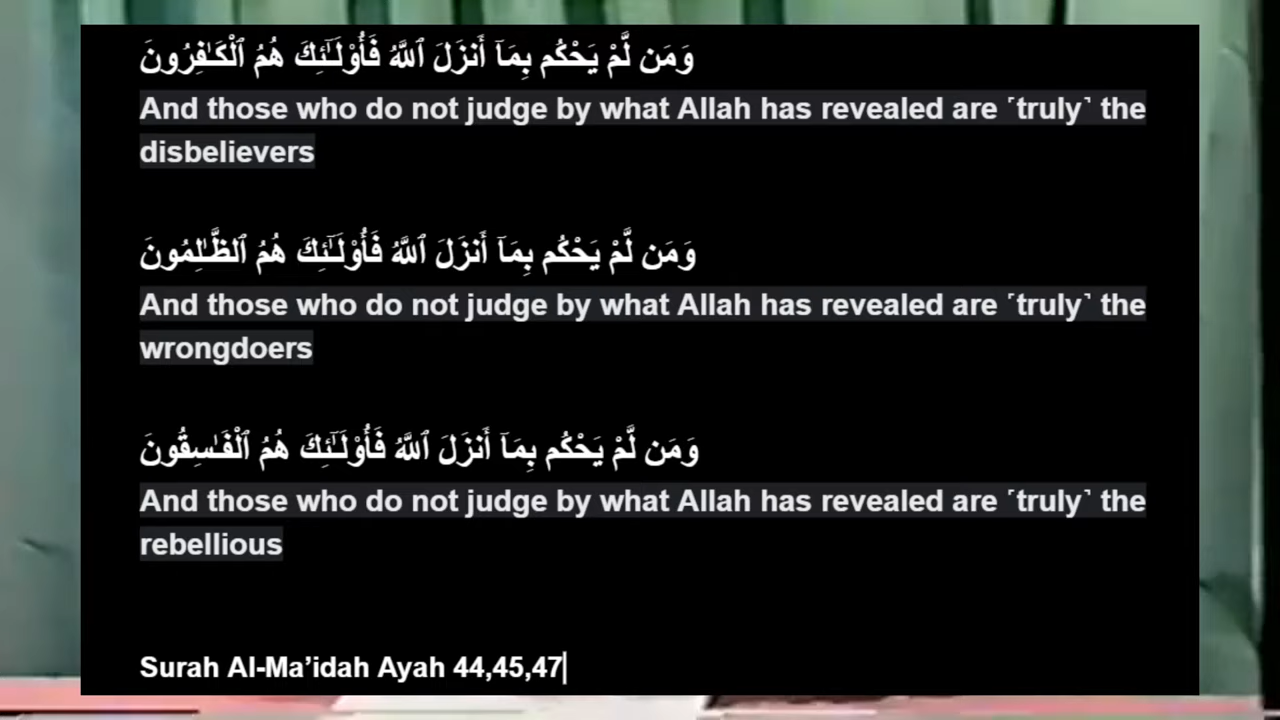 وَمَن لَّمْ يَحْكُم بِمَآ أَنزَلَ ٱللَّهُ فَأُو۟لَـٰٓئِكَ هُمُ ٱلْكَـٰفِرُونَ
And those who do not judge by what Allah has revealed are ˹truly˺ the
disbelievers
وَمَن لَّمْ يَحْكُم بِمَآ أَنزَلَ ٱللَّهُ فَأُو۟لَـٰٓئِكَ هُمُ ٱلظَّـٰلِمُونَ
And those who do not judge by what Allah has revealed are ˹truly˺ the
wrongdoers
وَمَن لَّمْ يَحْكُم بِمَآ أَنزَلَ ٱللَّهُ فَأُو۟لَـٰٓئِكَ هُمُ ٱلْفَـٰسِقُونَ
And those who do not judge by what Allah has revealed are ˹truly˺ the
rebellious
Surah Al-Ma’idah Ayah 44,45,47